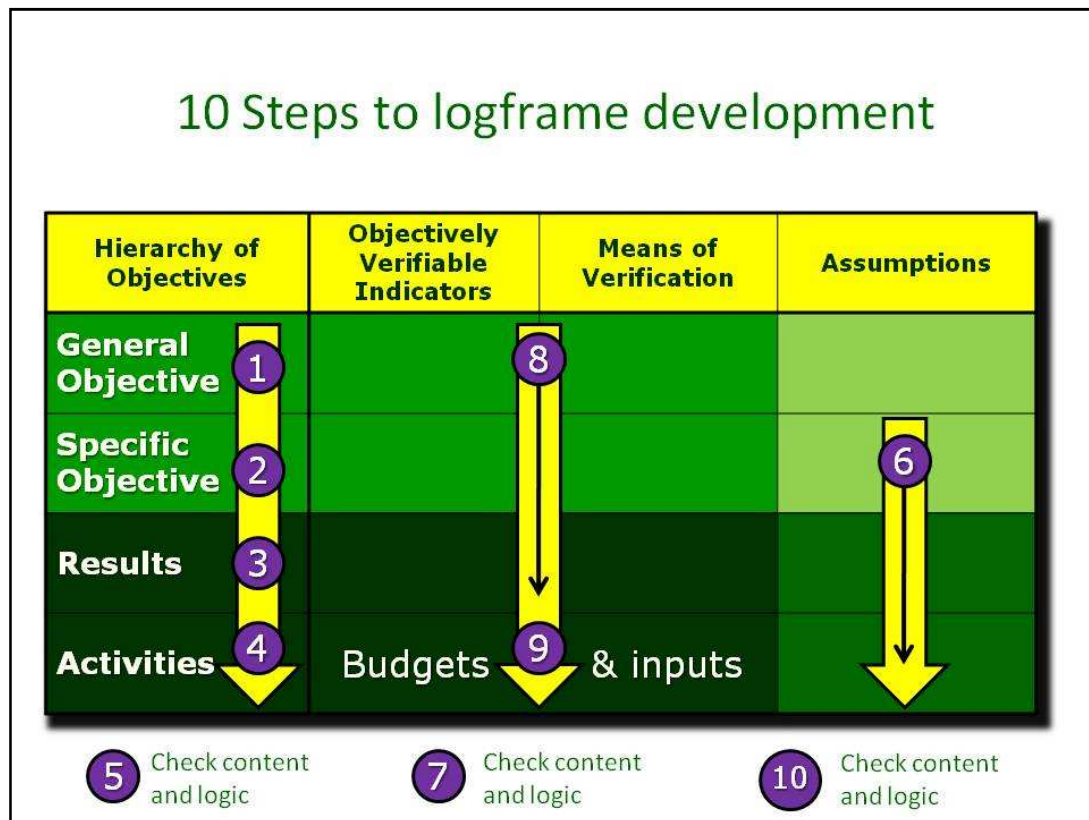 10 Steps to logframe development
Hierarchy of
Objectives
Objectively
Verifiable
Indicators
Means of
Verification
Assumptions
General
Objective
1
8
Specific
Objective
2
6
Results
3
Activities
4
Budgets
9
& inputs
5
Check content
and logic
7
Check content
and logic
10
Check content
and logic